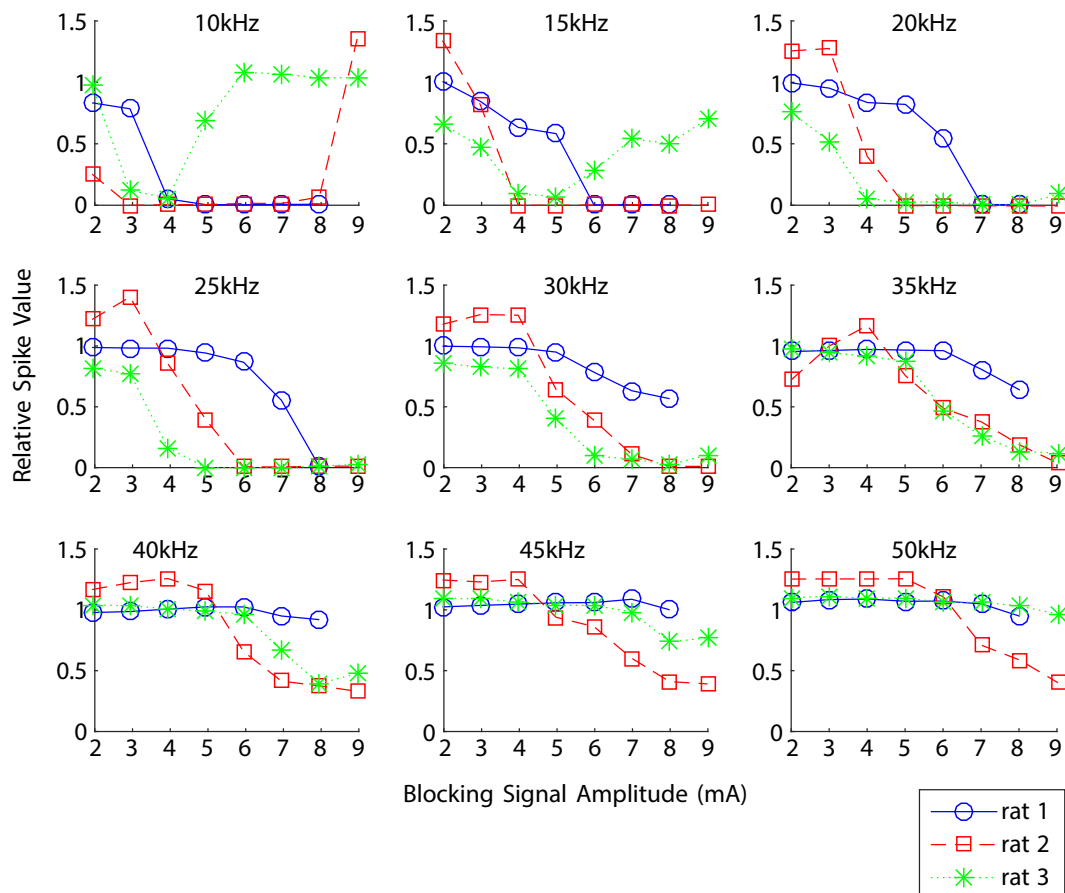 10kHz
15kHz
20kHz
1.5
1
0.5
0
2 3 4 5 6 7 8 9
1.5
1
0.5
0
2 3 4 5 6 7 8 9
1.5
1
0.5
0
2 3 4 5 6 7 8 9
Relative Spike Value
25kHz
30kHz
35kHz
1.5
1
0.5
0
2 3 4 5 6 7 8 9
1.5
1
0.5
0
2 3 4 5 6 7 8 9
1.5
1
0.5
0
2 3 4 5 6 7 8 9
40kHz
45kHz
50kHz
1.5
1
0.5
0
2 3 4 5 6 7 8 9
1.5
1
0.5
0
2 3 4 5 6 7 8 9
1.5
1
0.5
0
2 3 4 5 6 7 8 9
Blocking Signal Amplitude (mA)
rat 1
rat 2
rat 3